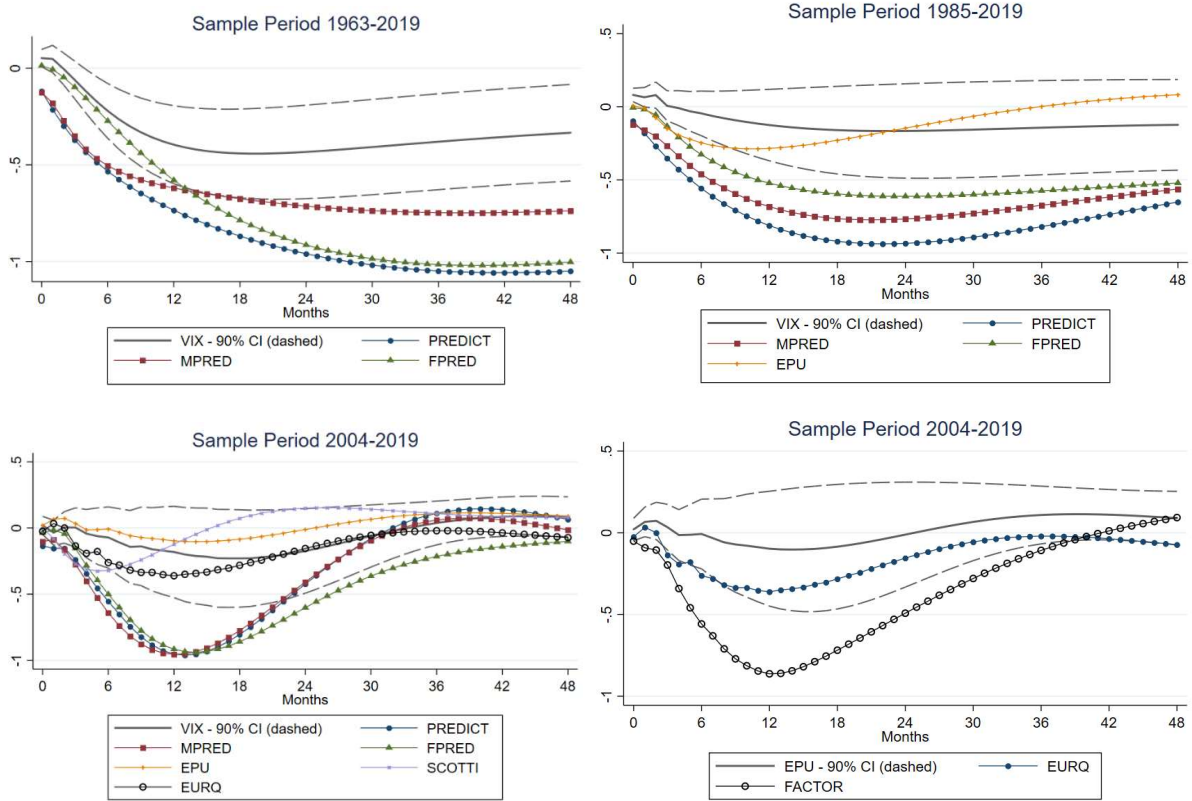 Sample Period 1963-2019
0
-.5
-1
0 6 12 18 24 30 36 42 48
Months
VIX - 90% CI (dashed) PREDICT
MPRED FPRED
Sample Period 1985-2019
.5
0
-.5
-1
0 6 12 18 24 30 36 42 48
Months
VIX - 90% CI (dashed) PREDICT
MPRED FPRED
EPU
Sample Period 2004-2019
.5
0
-.5
-1
0 6 12 18 24 30 36 42 48
Months
VIX - 90% CI (dashed) PREDICT
MPRED FPRED
EPU SCOTTI
EURQ
Sample Period 2004-2019
.5
0
-.5
-1
0 6 12 18 24 30 36 42 48
Months
EPU - 90% CI (dashed) EURQ
FACTOR